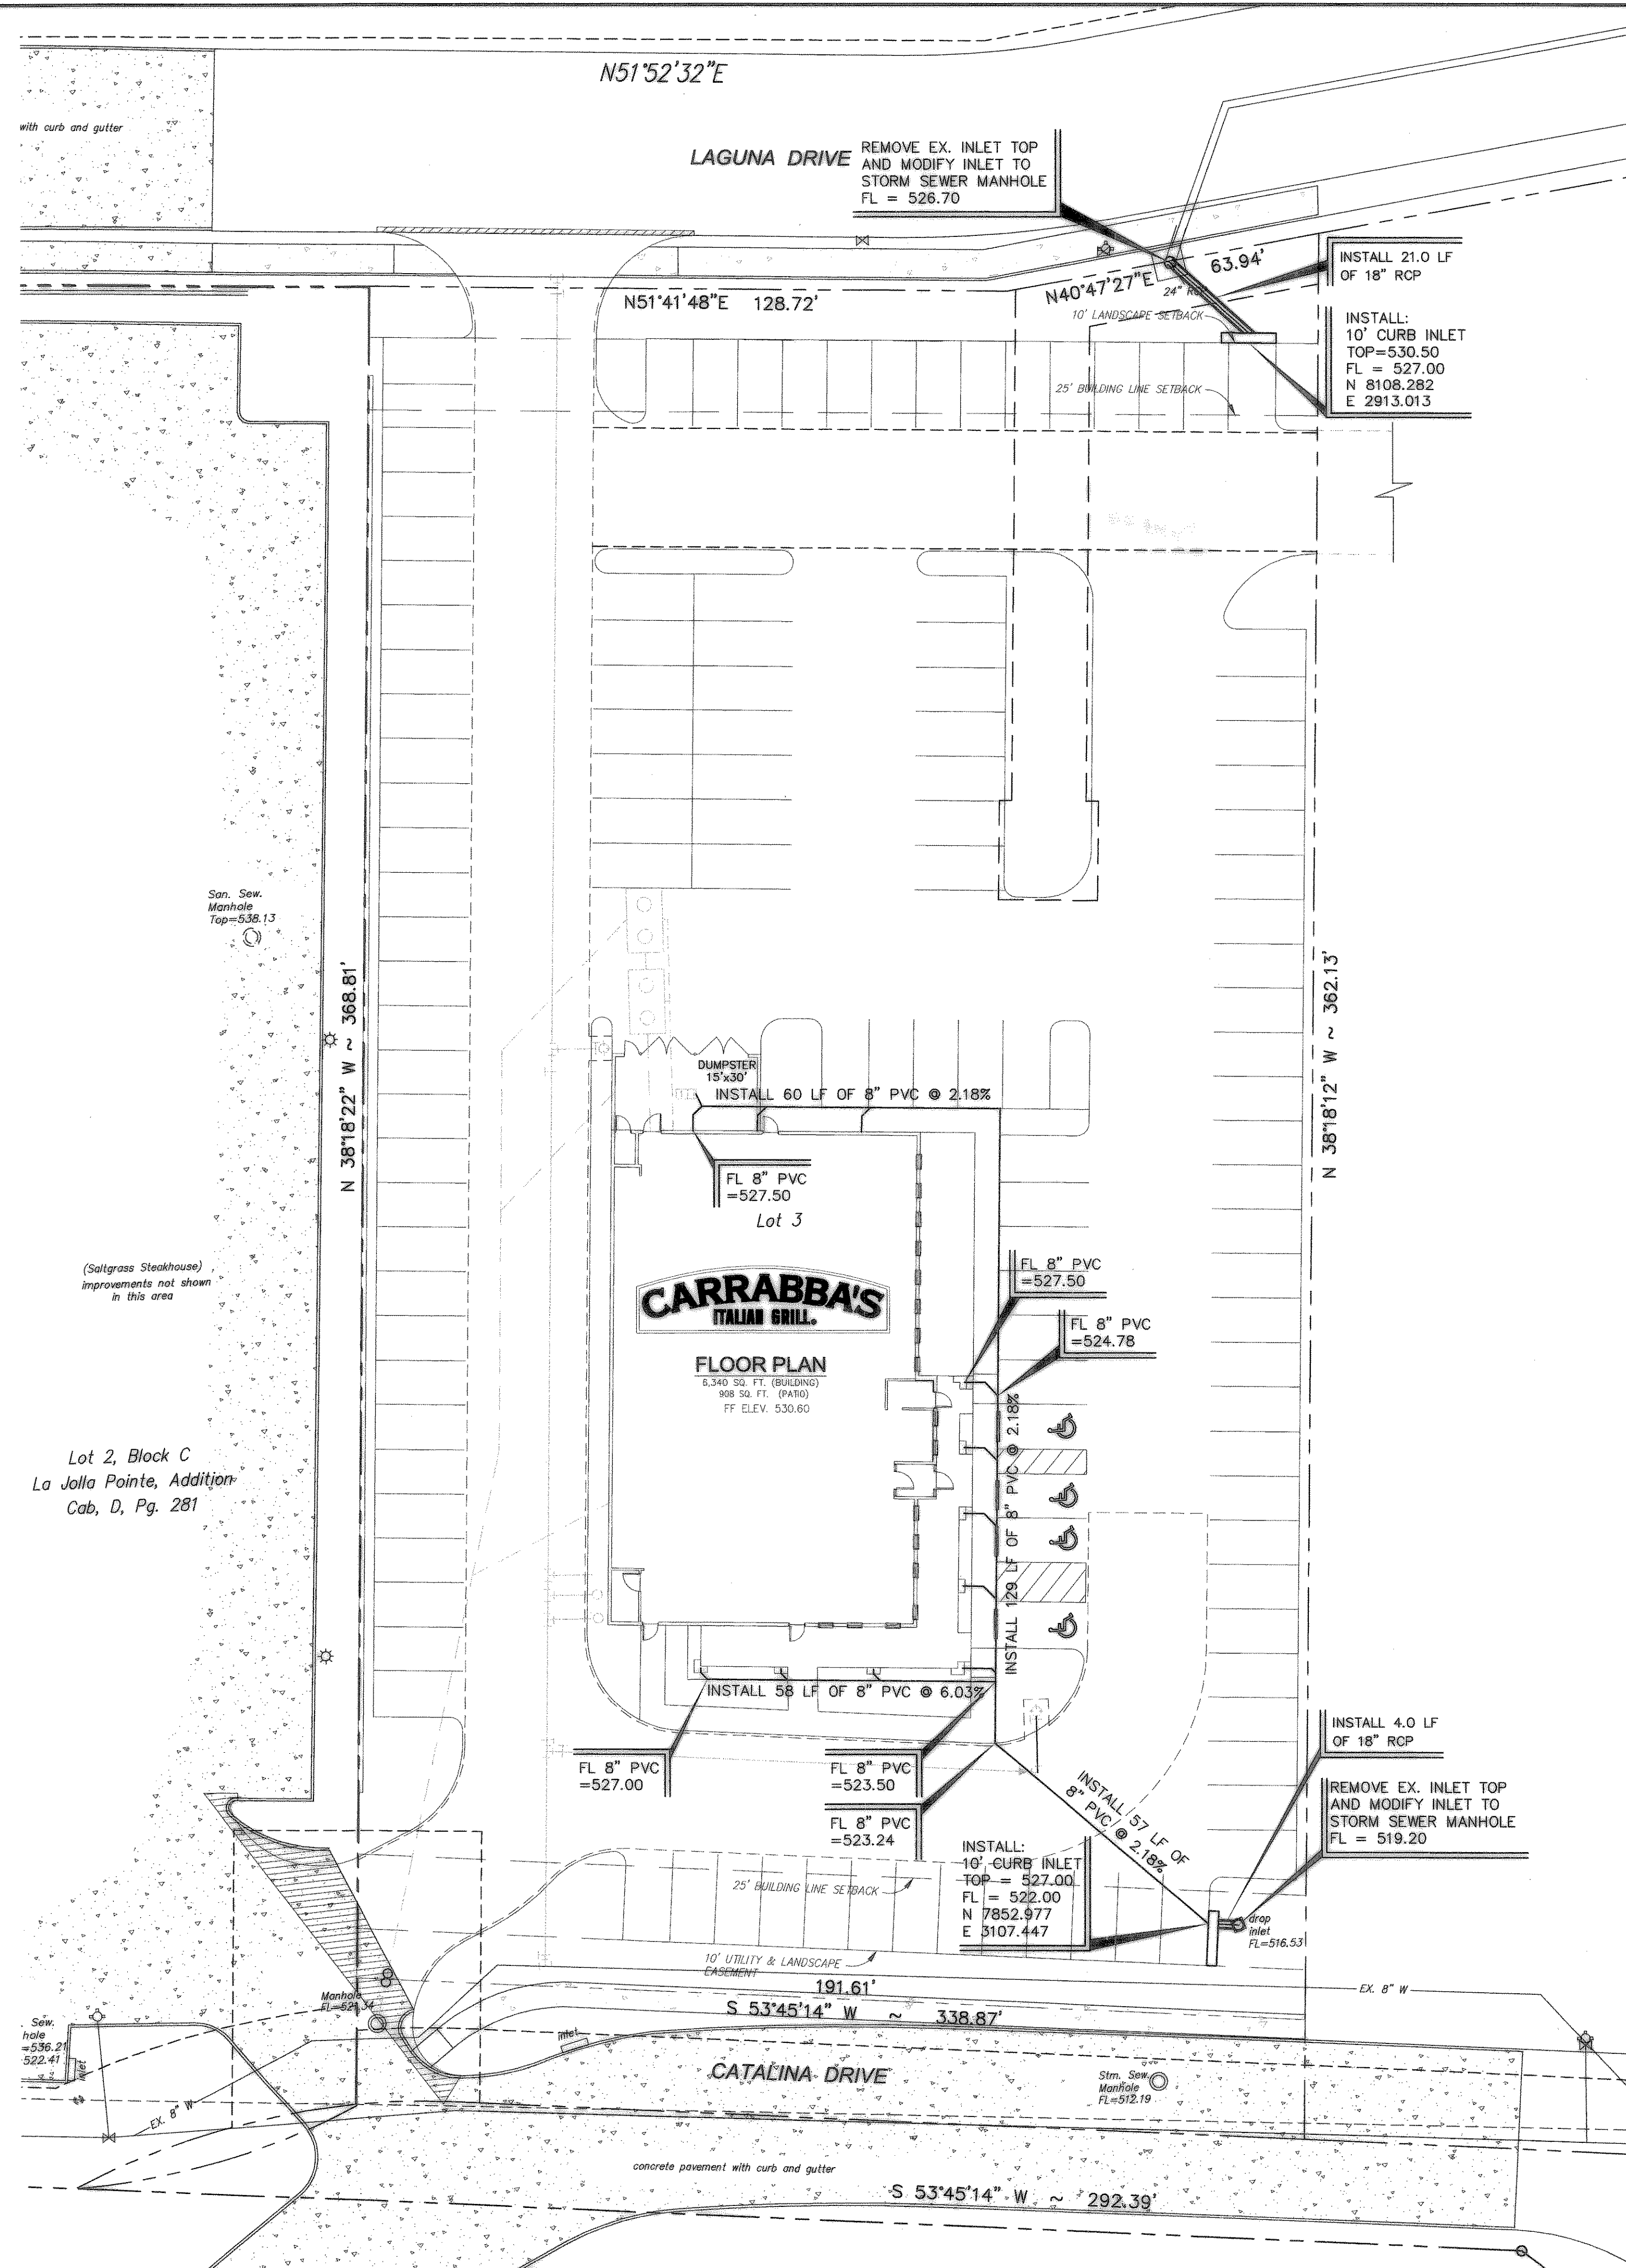 N51°52'32"E
with curb and gutter
LAGUNA DRIVE
REMOVE EX. INLET TOP
AND MODIFY INLET TO
STORM SEWER MANHOLE
FL = 526.70
N51°41'48"E 128.72'
N40°47'27"E
63.94'
24"
INSTALL 21.0 LF
OF 18" RCP
10' LANDSCAPE SETBACK
INSTALL:
10' CURB INLET
TOP=530.50
FL = 527.00
N 8108.282
E 2913.013
25' BUILDING LINE SETBACK
San. Sew.
Manhole
Top=538.13
N 38°18'22" W ~ 368.81'
N 38°18'12" W ~ 362.13'
DUMPSTER
15'x30'
INSTALL 60 LF OF 8" PVC @ 2.18%
FL 8" PVC
=527.50
Lot 3
(Saltgrass Steakhouse)
improvements not shown
in this area
CARRABBA'S
ITALIAN GRILL.
FL 8" PVC
=527.50
FL 8" PVC
=524.78
FLOOR PLAN
6,340 SQ. FT. (BUILDING)
908 SQ. FT. (PATIO)
FF ELEV. 530.60
INSTALL 129 LF OF 8" PVC @ 2.18%
Lot 2, Block C
La Jolla Pointe, Addition
Cab, D, Pg. 281
INSTALL 58 LF OF 8" PVC @ 6.03%
FL 8" PVC
=527.00
FL 8" PVC
=523.50
FL 8" PVC
=523.24
INSTALL 57 LF OF
8" PVC @ 2.18%
INSTALL 4.0 LF
OF 18" RCP
REMOVE EX. INLET TOP
AND MODIFY INLET TO
STORM SEWER MANHOLE
FL = 519.20
INSTALL:
10' CURB INLET
TOP = 527.00
FL = 522.00
N 7852.977
E 3107.447
25' BUILDING LINE SETBACK
drop
inlet
FL=516.53
10' UTILITY & LANDSCAPE
EASEMENT
191.61'
S 53°45'14" W ~ 338.87'
EX. 8" W
Manhole
Sew.
hole
=536.21
522.41
inlet
inlet
CATALINA DRIVE
Stm. Sew.
Manhole
FL=512.19
EX. 8" W
concrete pavement with curb and gutter
S 53°45'14" W ~ 292.39'